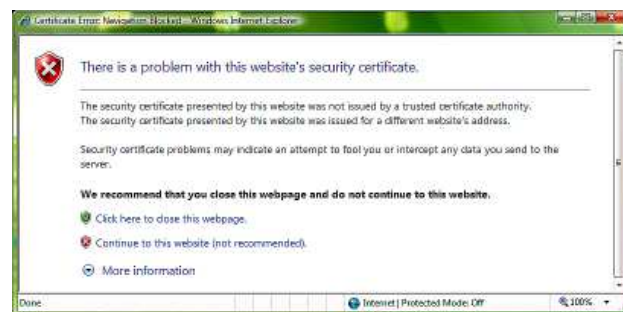 Certificate Error: Navigation Blocked - Windows Internet Explorer
There is a problem with this website's security certificate.
The security certificate presented by this website was not issued by a trusted certificate authority.
The security certificate presented by this website was issued for a different website's address.
Security certificate problems may indicate an attempt to fool you or intercept any data you send to the
server.
We recommend that you close this webpage and do not continue to this website.
Click here to close this webpage.
Continue to this website (not recommended).
More information
Done
Internet | Protected Mode: Off
100%